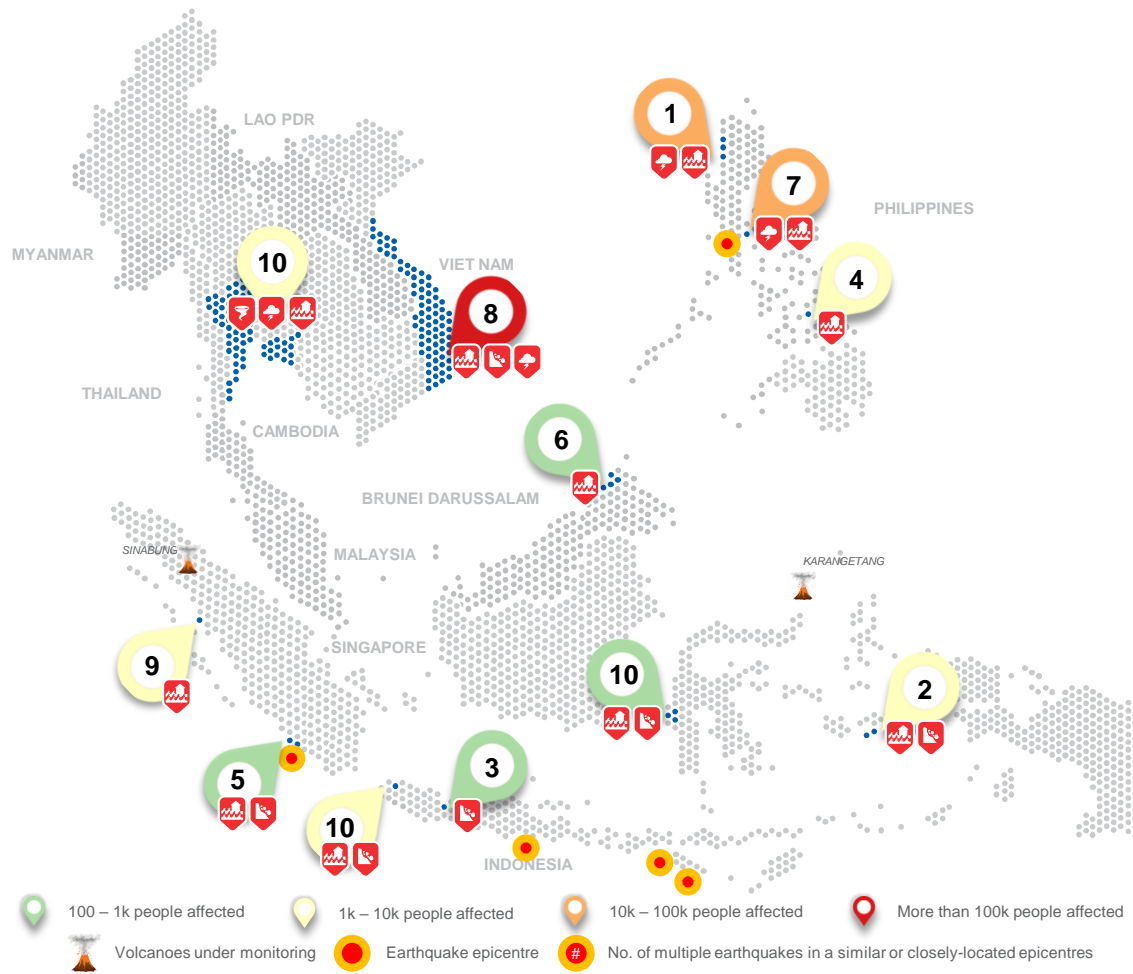 1
LAO PDR
7
PHILIPPINES
MYANMAR
10
VIET NAM
4
8
THAILAND
CAMBODIA
6
BRUNEI DARUSSALAM
SINABUNG
MALAYSIA
KARANGETANG
SINGAPORE
9
10
2
5
3
10
INDONESIA
100 – 1k people affected
1k – 10k people affected
10k – 100k people affected
More than 100k people affected
Volcanoes under monitoring
Earthquake epicentre
#
No. of multiple earthquakes in a similar or closely-located epicentres